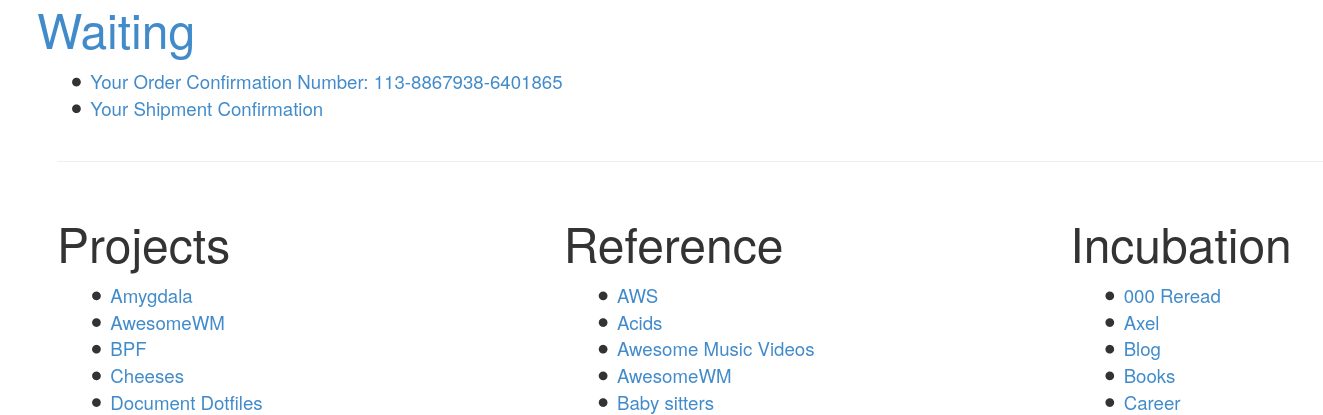 Waiting
Your Order Confirmation Number: 113-8867938-6401865
Your Shipment Confirmation
Projects
Amygdala
AwesomeWM
BPF
Cheeses
Document Dotfiles
Reference
AWS
Acids
Awesome Music Videos
AwesomeWM
Baby sitters
Incubation
000 Reread
Axel
Blog
Books
Career